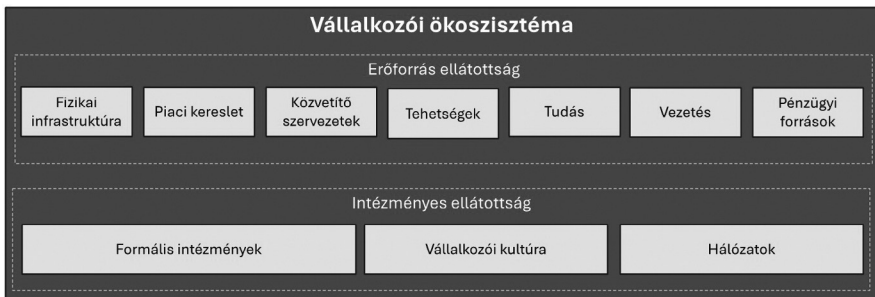 Vállalkozói ökoszisztéma
Erőforrás ellátottság
Fizikai
infrastruktúra
Piaci kereslet
Közvetítő
szervezetek
Tehetségek
Tudás
Vezetés
Pénzügyi
források
Intézményes ellátottság
Formális intézmények
Vállalkozói kultúra
Hálózatok